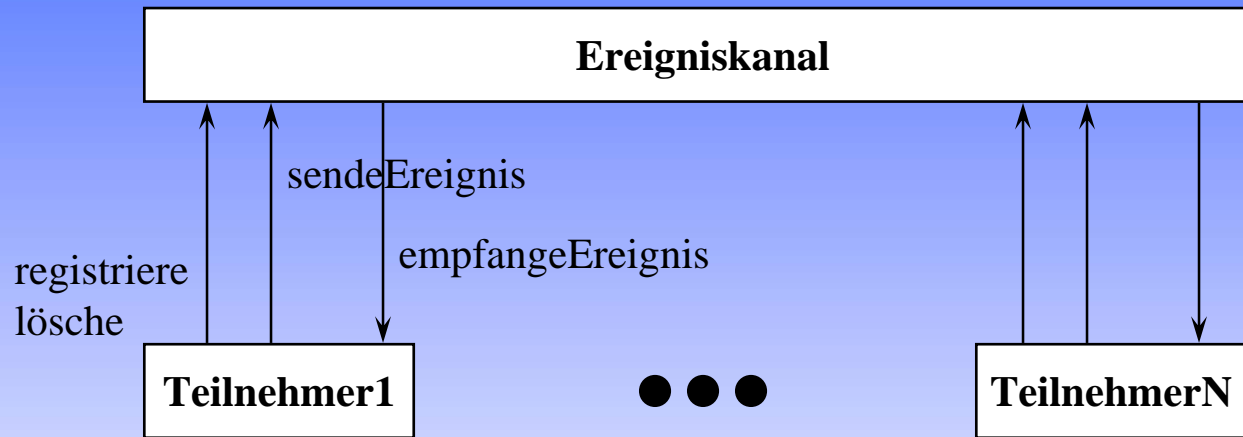 Ereigniskanal
sendeEreignis
empfangeEreignis
registriere
lösche
Teilnehmer1
TeilnehmerN